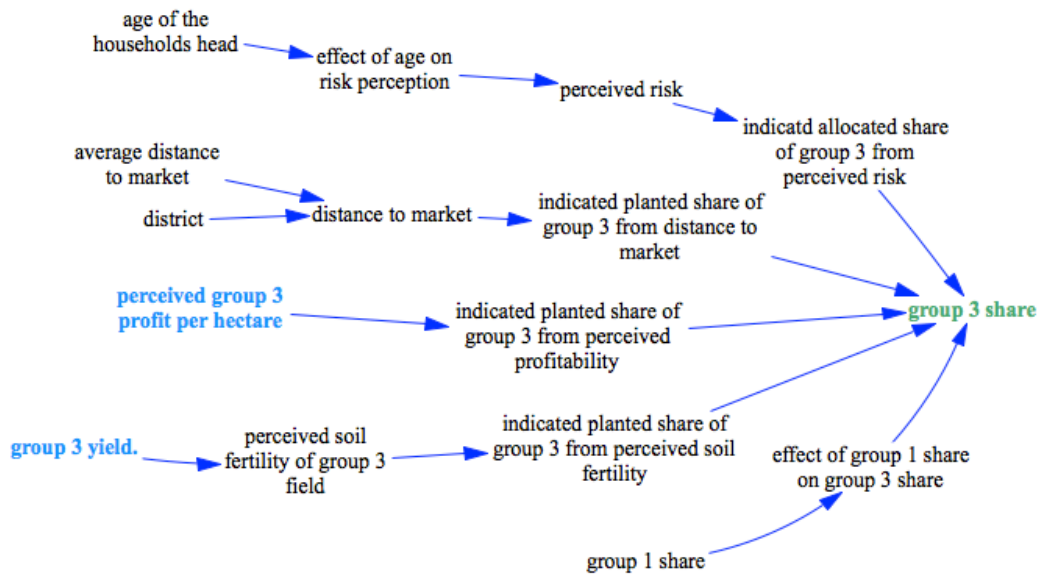 age of the
households head
effect of age on
risk perception
perceived risk
indicatd allocated share
of group 3 from
perceived risk
average distance
to market
district
distance to market
indicated planted share of
group 3 from distance to
market
perceived group 3
profit per hectare
indicated planted share of
group 3 from perceived
profitability
group 3 share
group 3 yield.
perceived soil
fertility of group 3
field
indicated planted share of
group 3 from perceived soil
fertility
effect of group 1 share
on group 3 share
group 1 share